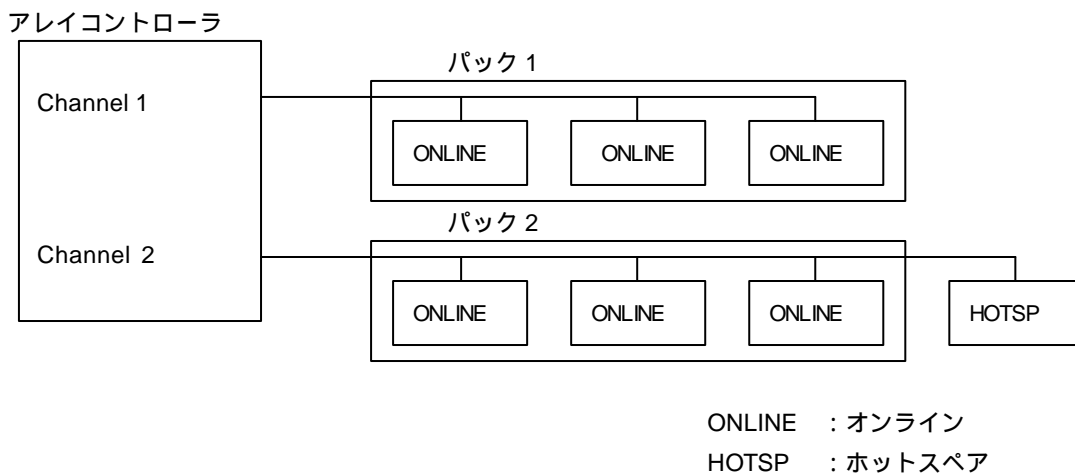 アレイコントローラ
パック 1
Channel 1
ONLINE ONLINE ONLINE
パック 2
Channel 2
ONLINE ONLINE ONLINE HOTSP
ONLINE : オンライン
HOTSP : ホットスペア